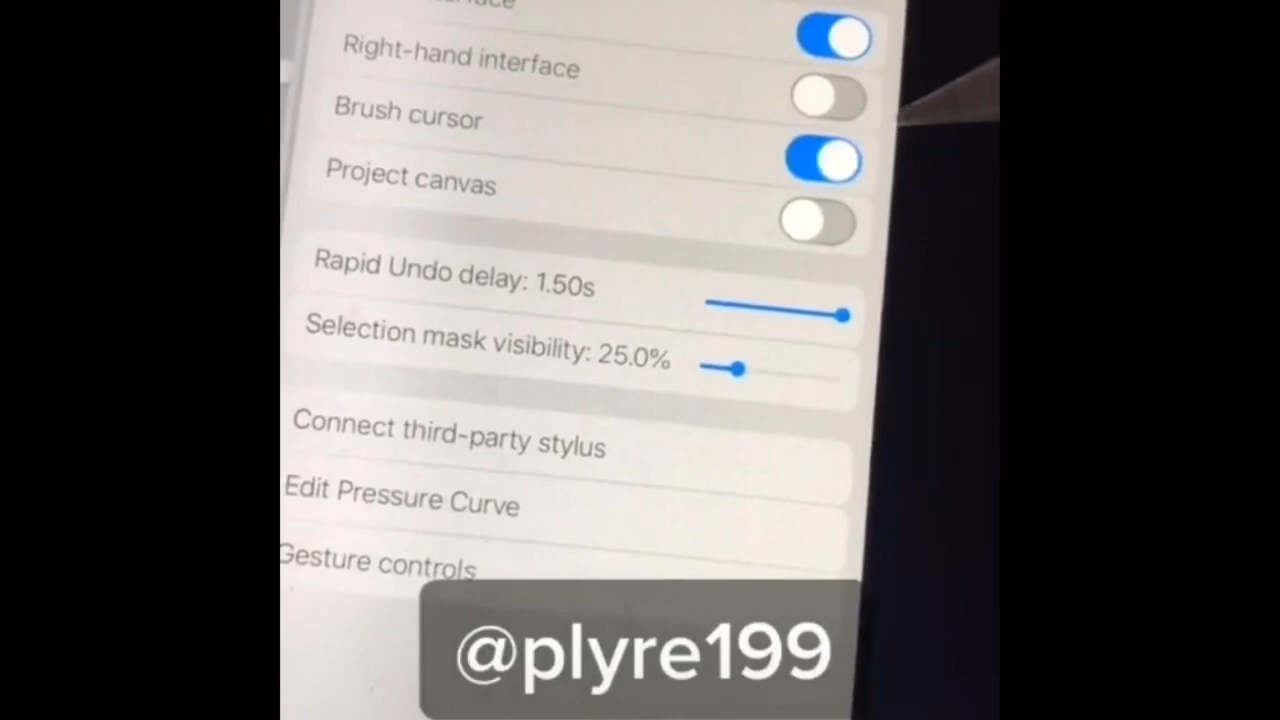 Right-hand interface
Brush cursor
Project canvas
Rapid Undo delay: 1.50s
Selection mask visibility: 25.0%
Connect third-party stylus
Edit Pressure Curve
Gesture controls
@plyre199